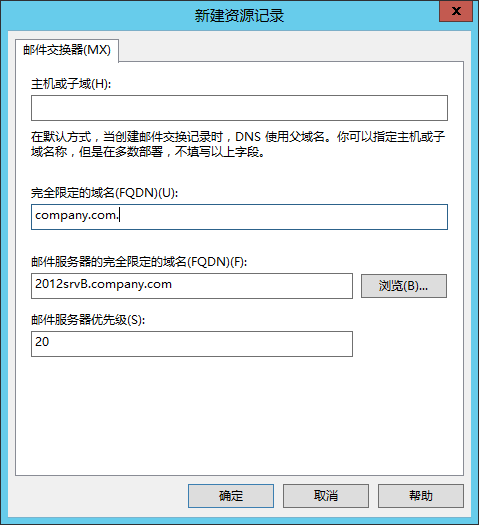 新建资源记录
x
邮件交换器(MX)
主机或子域(H):
在默认方式，当创建邮件交换记录时，DNS 使用父域名。你可以指定主机或子
域名称，但是在多数部署，不填写以上字段。
完全限定的域名(FQDN)(U):
company.com.
邮件服务器的完全限定的域名(FQDN)(F):
2012srvB.company.com
浏览(B)...
邮件服务器优先级(S):
20
确定
取消
帮助